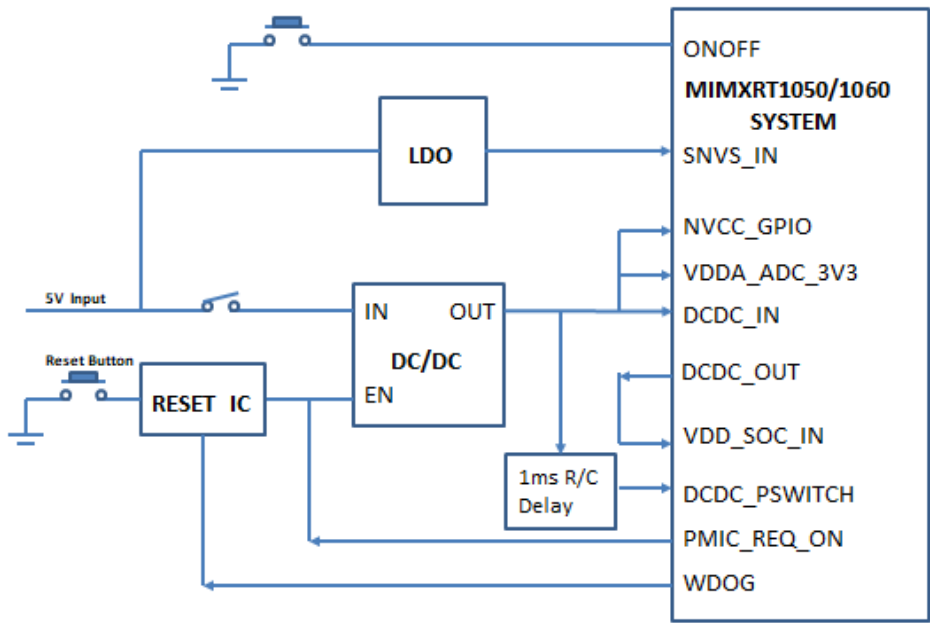 ONOFF
MIMXRT1050/1060
SYSTEM
LDO
SNVS_IN
NVCC_GPIO
VDDA_ADC_3V3
5V Input
IN
OUT
DCDC_IN
DC/DC
Reset Button
DCDC_OUT
RESET IC
EN
VDD_SOC_IN
1ms R/C
Delay
DCDC_PSWITCH
PMIC_REQ_ON
WDOG